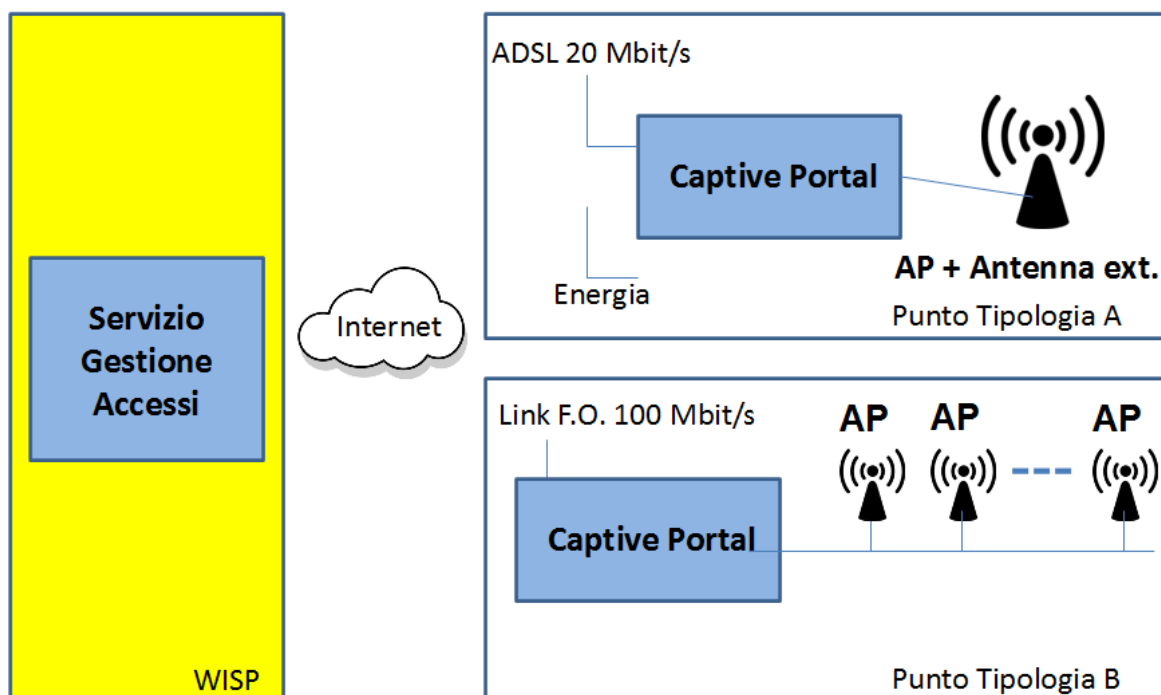 Servizio
Gestione
Accessi
WISP
Internet
ADSL 20 Mbit/s
Captive Portal
Energia
AP + Antenna ext.
Punto Tipologia A
Link F.O. 100 Mbit/s
AP AP AP
Captive Portal
Punto Tipologia B